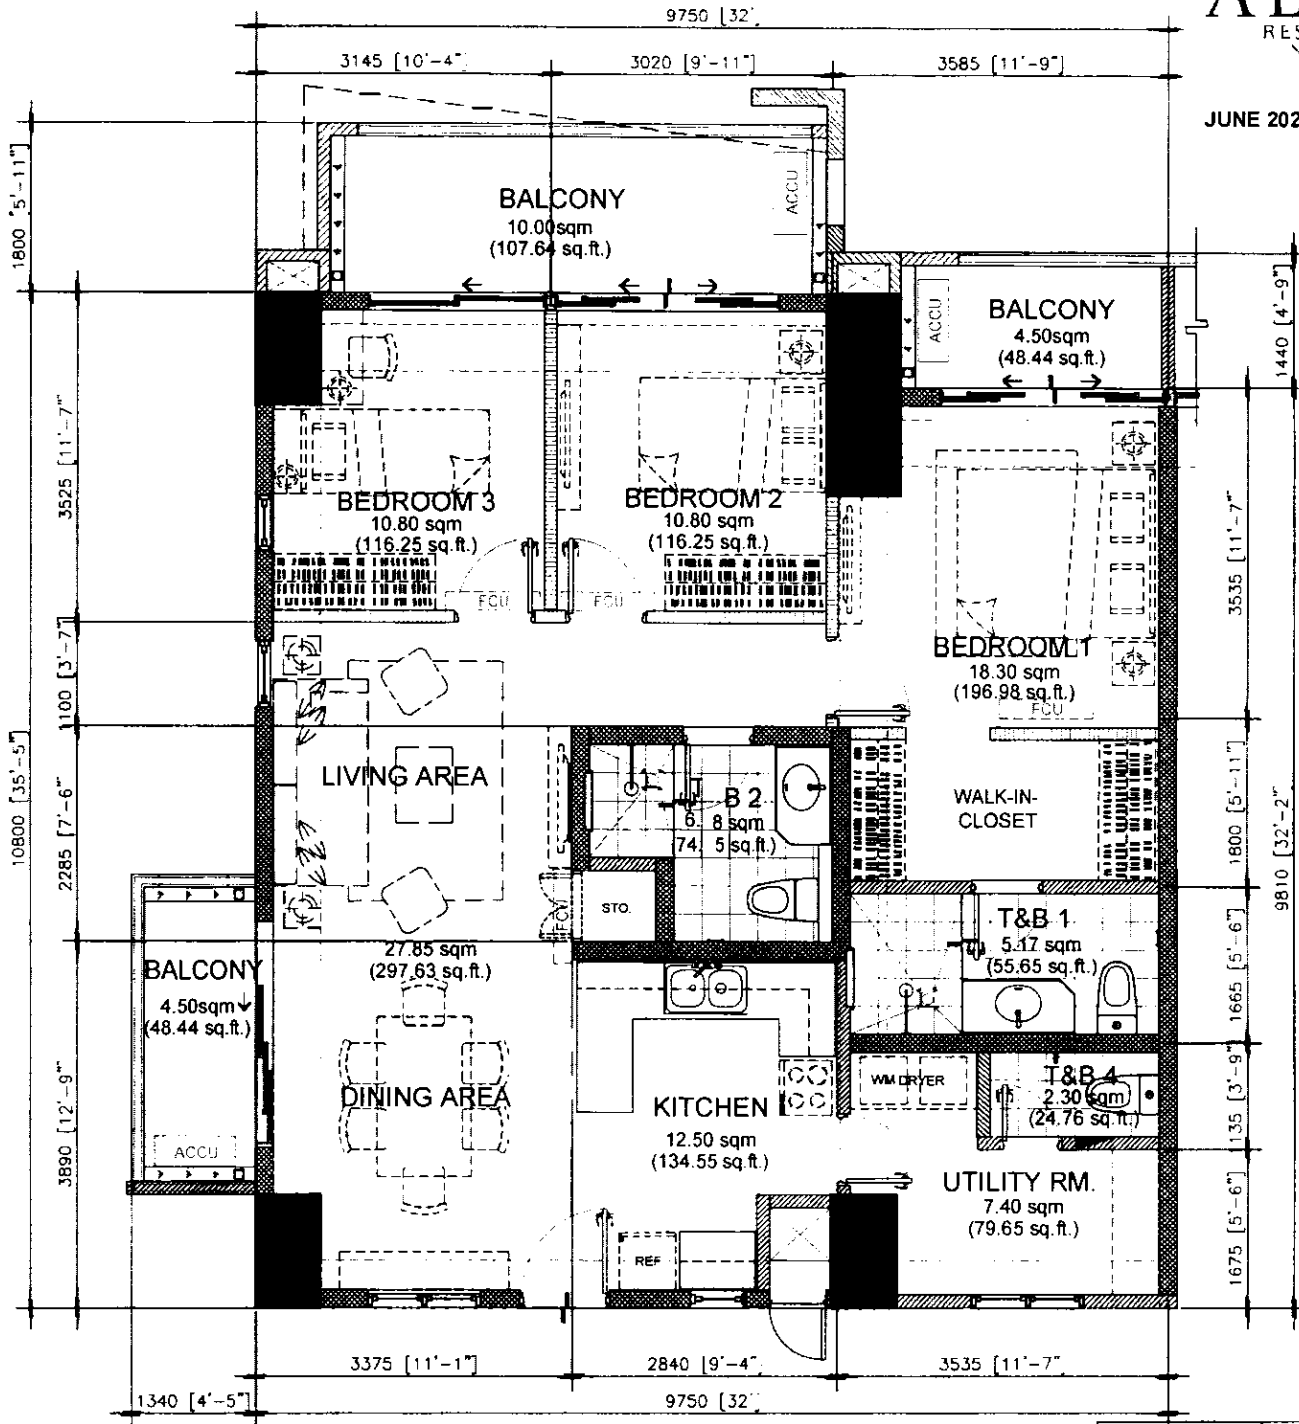 9750 [32'
3145 [10'-4"]
3020 [9'-11"]
3585 [11'-9"]
RES
JUNE 202
1800 [5'-11"]
BALCONY
10.00sqm
(107.64 sq.ft.)
ACCU
ACCU
BALCONY
4.50sqm
(48.44 sq.ft.)
1440 [4'-9"]
3525 [11'-7"]
BEDROOM 3
10.80 sqm
(116.25 sq.ft.)
BEDROOM 2
10.80 sqm
(116.25 sq.ft.)
FCU
FCU
3535 [11'-7"]
BEDROOM 1
18.30 sqm
(196.98 sq.ft.)
FCU
1100 [3'-7"]
10800 [35'-5"]
2285 [7'-6"]
LIVING AREA
B 2
6. 8 sqm
74. 5 sq.ft.)
WALK-IN-
CLOSET
1800 [5'-11"]
9810 [32'-2"]
STO.
FCU
27.85 sqm
(297.63 sq.ft.)
T&B 1
5.17 sqm
(55.65 sq.ft.)
1665 [5'-6"]
BALCONY
4.50sqm
(48.44 sq.ft.)
3890 [12'-9"]
DINING AREA
KITCHEN
12.50 sqm
(134.55 sq.ft.)
WM DRYER
T&B 4
2.30 sqm
(24.76 sq.ft.)
135 [3'-9"]
ACCU
UTILITY RM.
7.40 sqm
(79.65 sq.ft.)
1675 [5'-6"]
REF
3375 [11'-1"]
2840 [9'-4"
3535 [11'-7"]
1340 [4'-5"]
9750 [32'